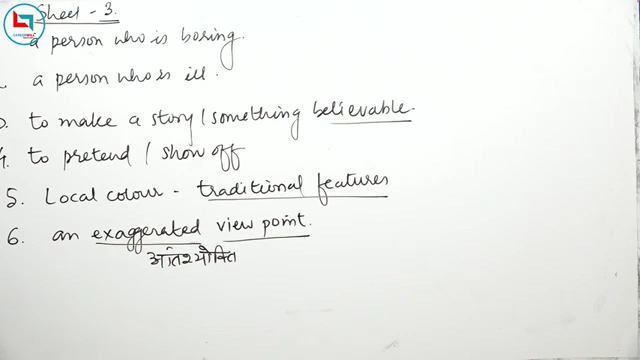 Sheet - 3.
a person who is boring.
a person who is ill.
3. to make a story / something believable.
4. to pretend / show off
5. Local colour - traditional features
6. an exaggerated view point.
अतिश्योक्ति